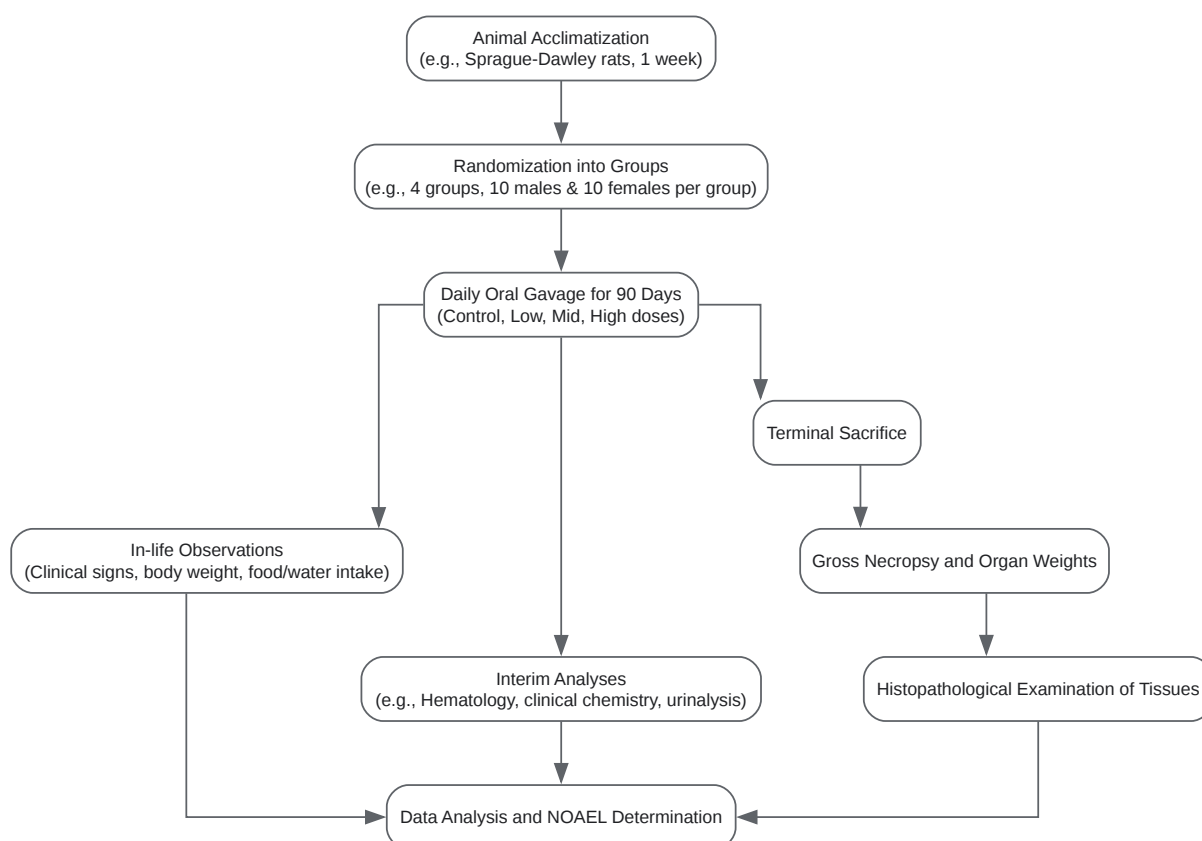 Animal Acclimatization
(e.g., Sprague-Dawley rats, 1 week)
Randomization into Groups
(e.g., 4 groups, 10 males & 10 females per group)
Daily Oral Gavage for 90 Days
(Control, Low, Mid, High doses)
Terminal Sacrifice
In-life Observations
(Clinical signs, body weight, food/water intake)
Gross Necropsy and Organ Weights
Interim Analyses
(e.g., Hematology, clinical chemistry, urinalysis)
Histopathological Examination of Tissues
Data Analysis and NOAEL Determination